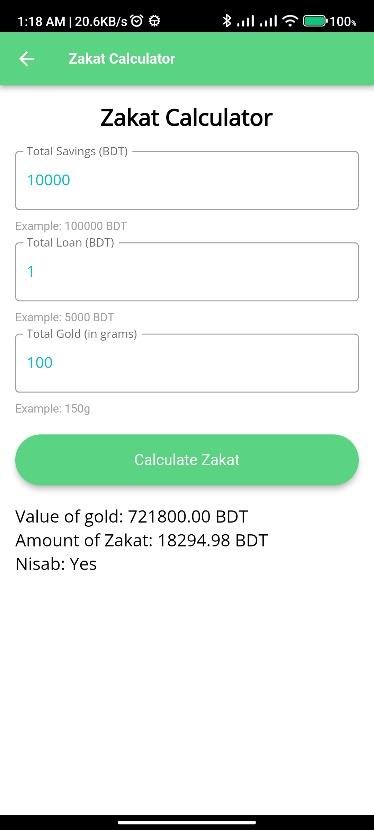 1:18 AM | 20.6KB/s
100%
Zakat Calculator
Zakat Calculator
Total Savings (BDT)
10000
Example: 100000 BDT
Total Loan (BDT)
1
Example: 5000 BDT
Total Gold (in grams)
100
Example: 150g
Calculate Zakat
Value of gold: 721800.00 BDT
Amount of Zakat: 18294.98 BDT
Nisab: Yes